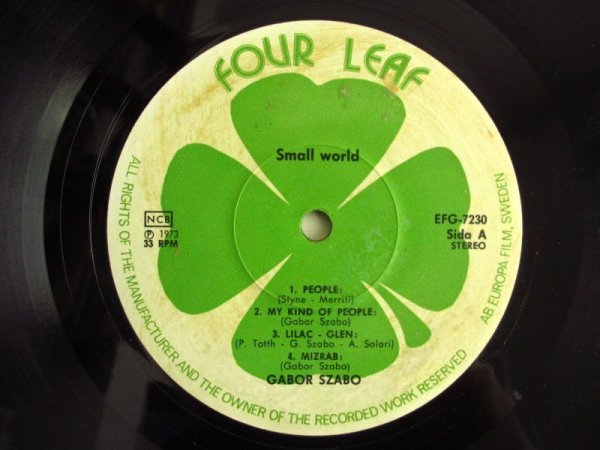 FOUR LEAF
Small world
NCB
Ⓟ 1973
33 RPM
EFG-7230
Sida A
STEREO
1. PEOPLE:
(Styne - Merrill)
2. MY KIND OF PEOPLE:
(Gabor Szabo)
3. LILAC - GLEN:
(P. Totth - G. Szabo - A. Solari)
4. MIZRAB:
(Gabor Szabo)
GABOR SZABO
ALL RIGHTS OF THE MANUFACTURER AND THE OWNER OF THE RECORDED WORK RESERVED
AB EUROPA FILM, SWEDEN